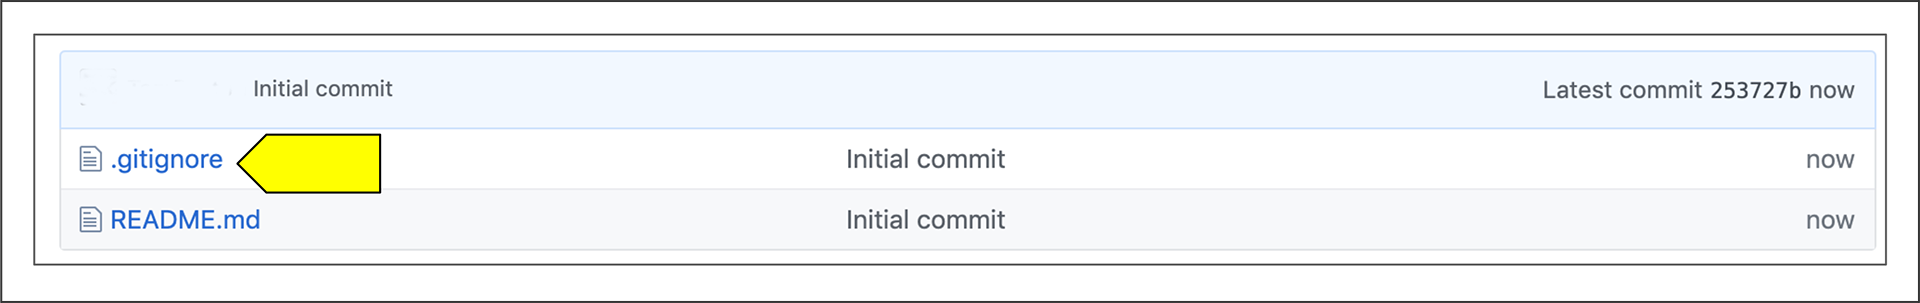 Initial commit Latest commit 253727b now
.gitignore Initial commit now
README.md Initial commit now